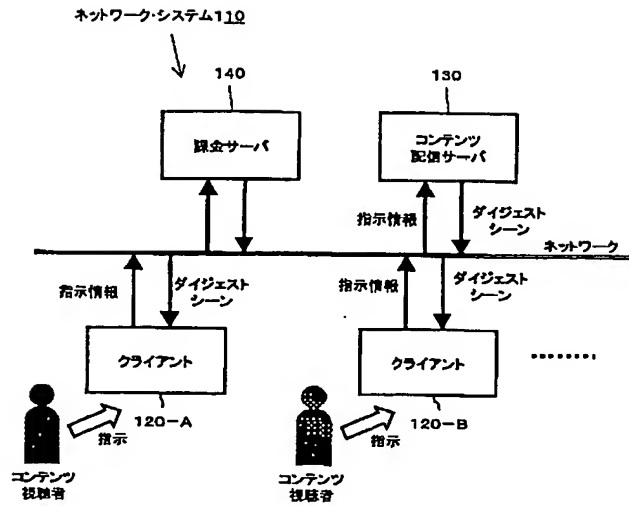 ネットワーク・システム110
140
130
課金サーバ
コンテンツ
配信サーバ
指示情報
ダイジェスト
シーン
ネットワーク
指示情報
ダイジェスト
シーン
指示情報
ダイジェスト
シーン
クライアント
クライアント
指示
120-A
指示
120-B
コンテンツ
視聴者
コンテンツ
視聴者